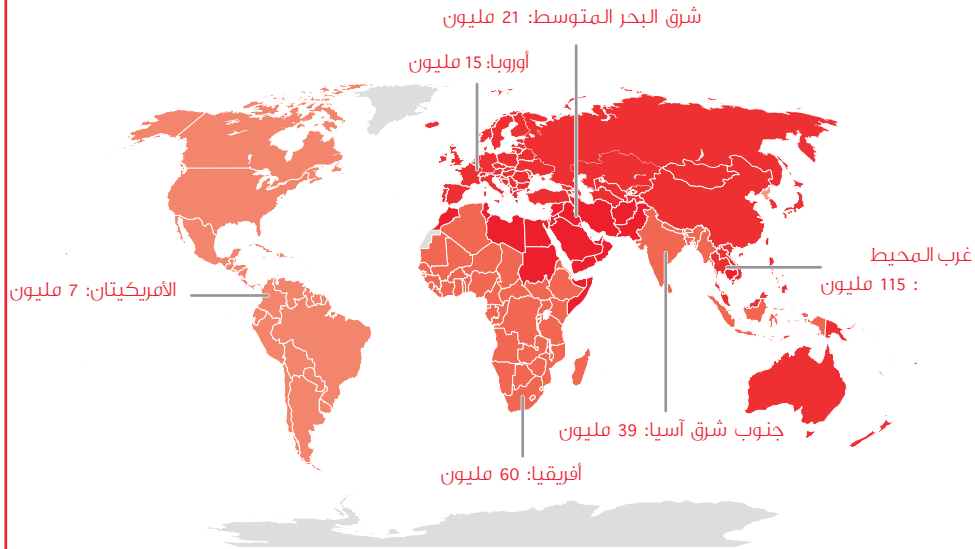 شرق البحر المتوسط: 21 مليون
أوروبا: 15 مليون
غرب المحيط
: 115 مليون
الأمريكيتان: 7 مليون
جنوب شرق آسيا: 39 مليون
أفريقيا: 60 مليون